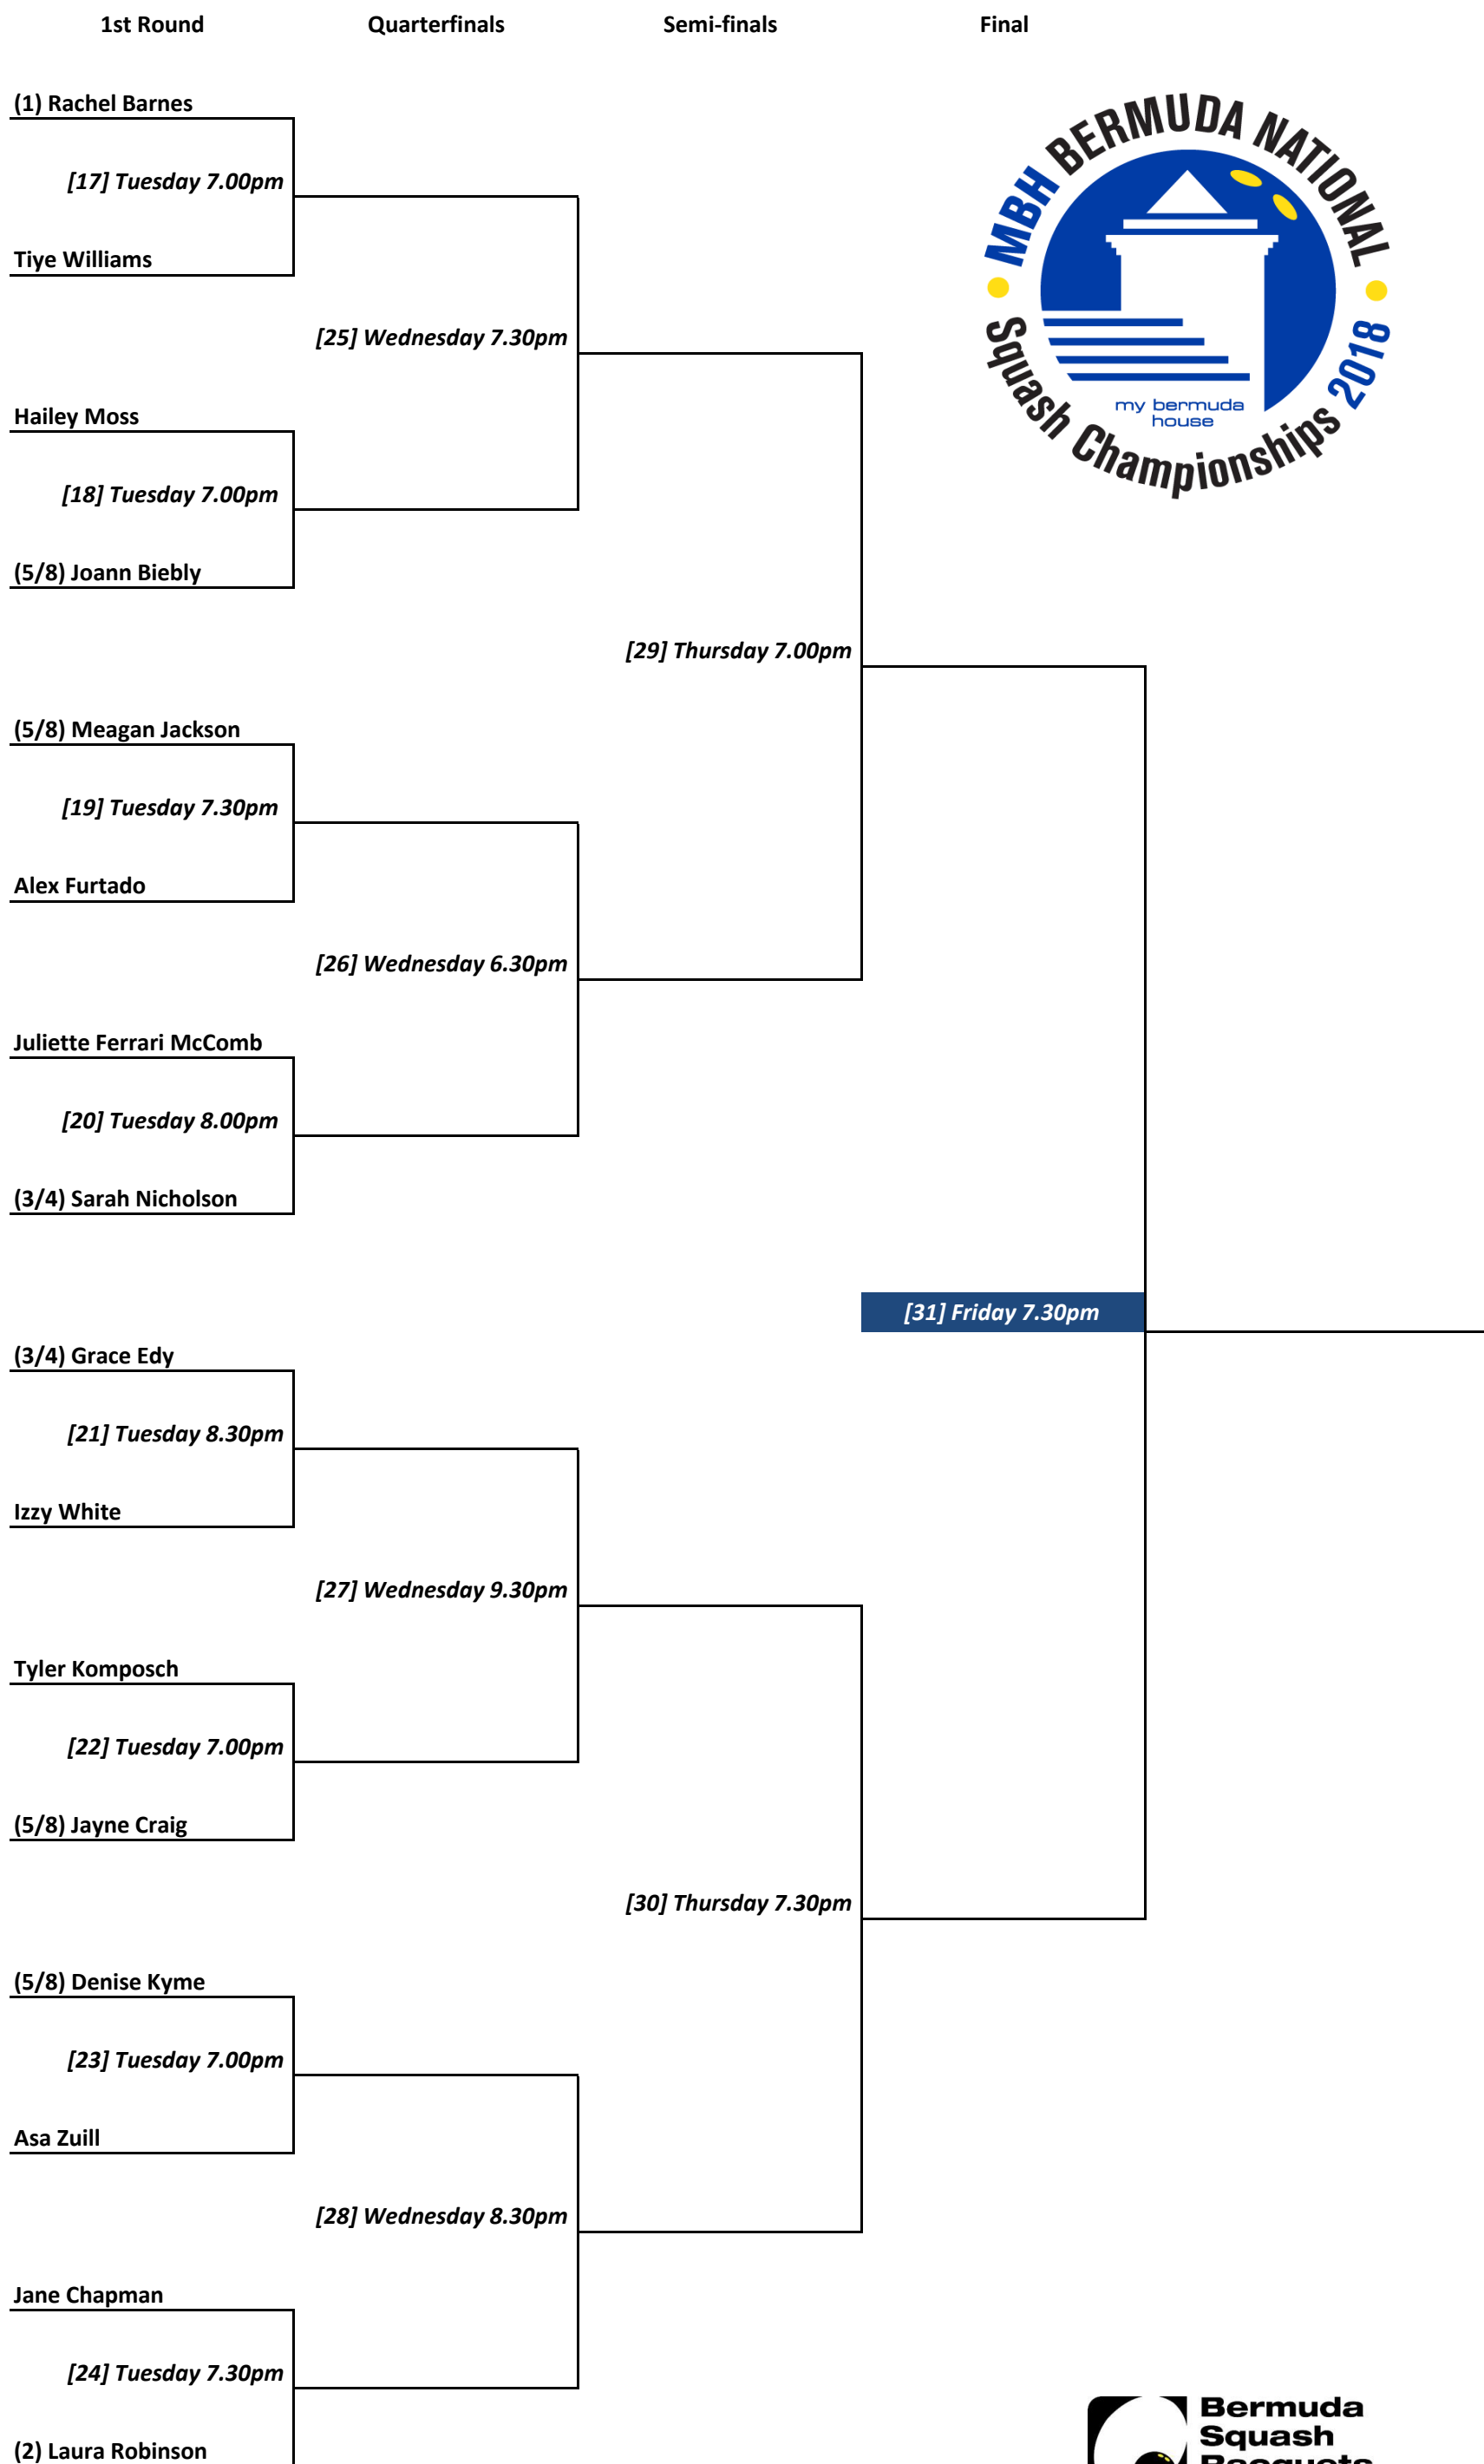 1st Round Quarterfinals Semi-finals Final
(1) Rachel Barnes
[17] Tuesday 7.00pm
Tiye Williams
[25] Wednesday 7.30pm
Hailey Moss
[18] Tuesday 7.00pm
(5/8) Joann Biebly
[29] Thursday 7.00pm
(5/8) Meagan Jackson
[19] Tuesday 7.30pm
Alex Furtado
[26] Wednesday 6.30pm
Juliette Ferrari McComb
[20] Tuesday 8.00pm
(3/4) Sarah Nicholson
[31] Friday 7.30pm
(3/4) Grace Edy
[21] Tuesday 8.30pm
Izzy White
[27] Wednesday 9.30pm
Tyler Komposch
[22] Tuesday 7.00pm
(5/8) Jayne Craig
[30] Thursday 7.30pm
(5/8) Denise Kyme
[23] Tuesday 7.00pm
Asa Zuill
[28] Wednesday 8.30pm
Jane Chapman
[24] Tuesday 7.30pm
(2) Laura Robinson
MBH BERMUDA NATIONAL
Squash Championships 2018
my bermuda
house
Bermuda
Squash
Racquets